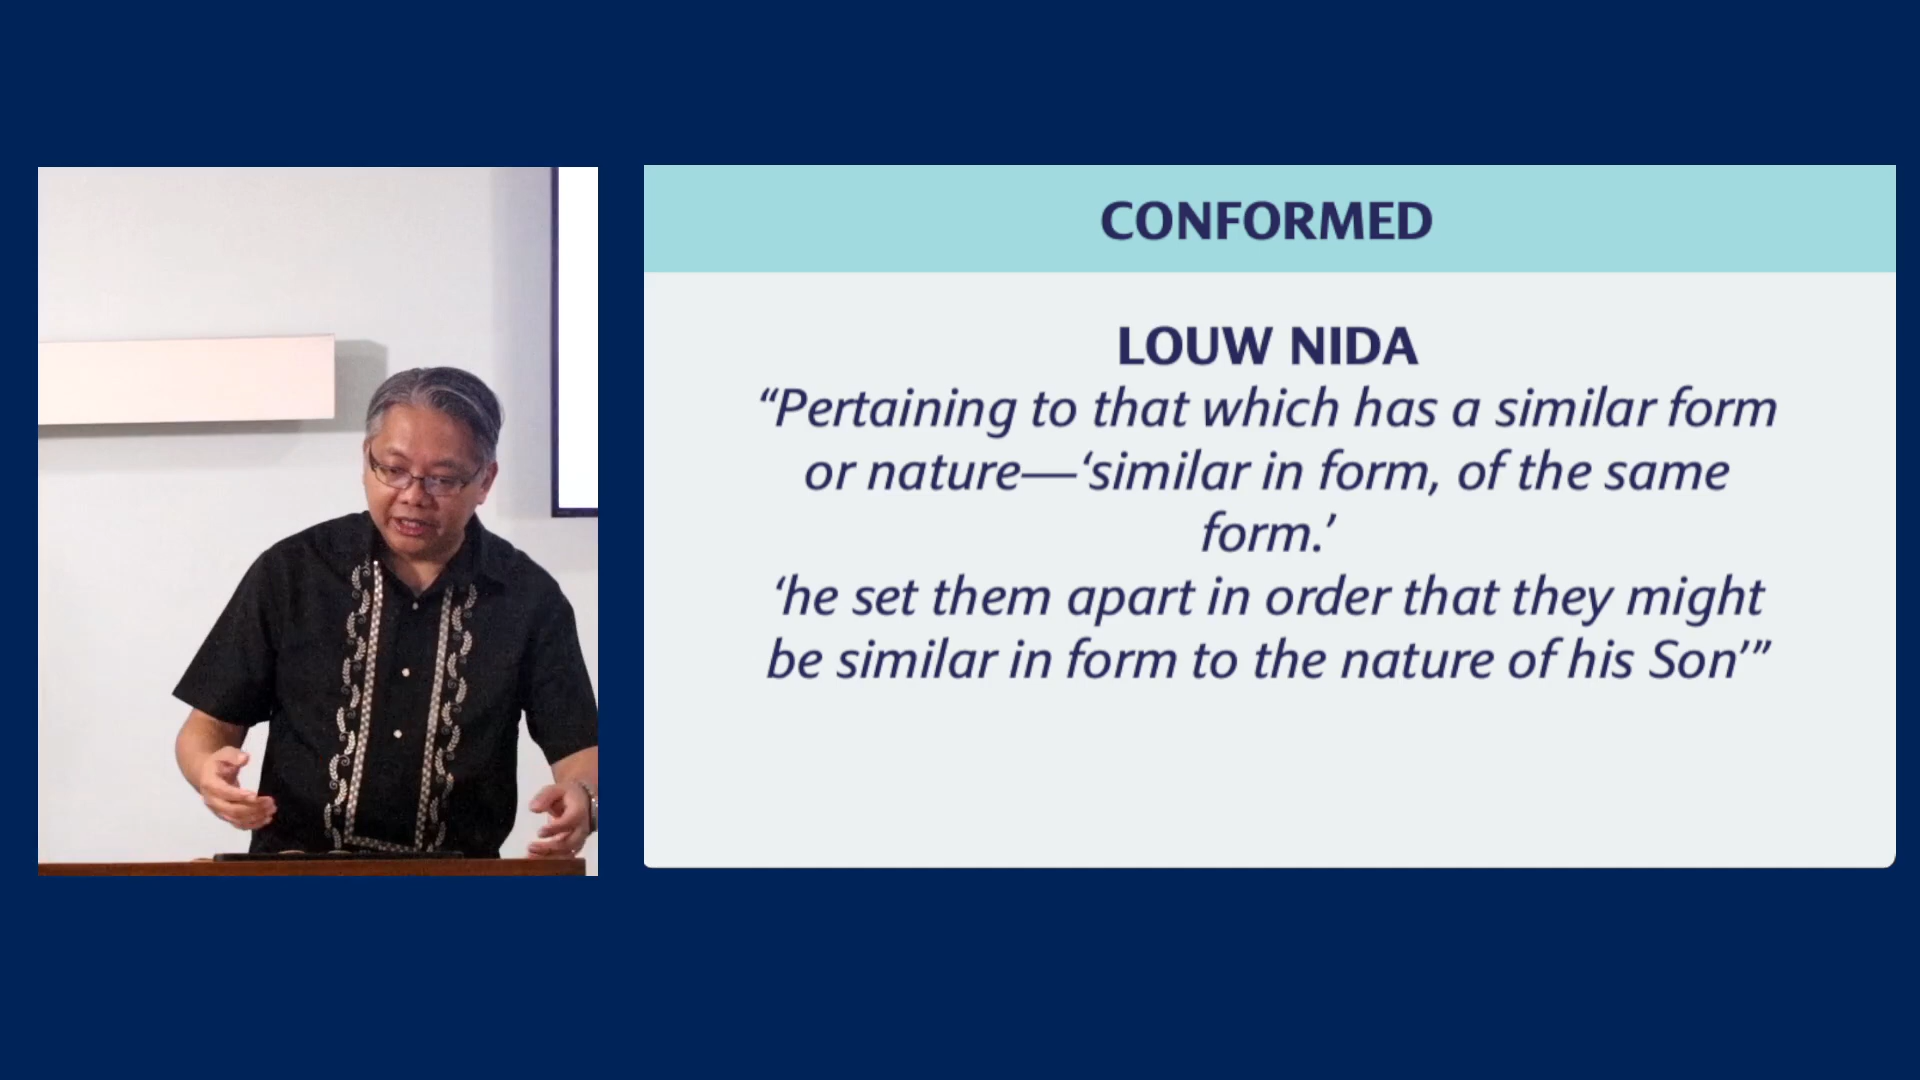 CONFORMED
LOUW NIDA
“Pertaining to that which has a similar form
or nature—‘similar in form, of the same
form.’
‘he set them apart in order that they might
be similar in form to the nature of his Son’”